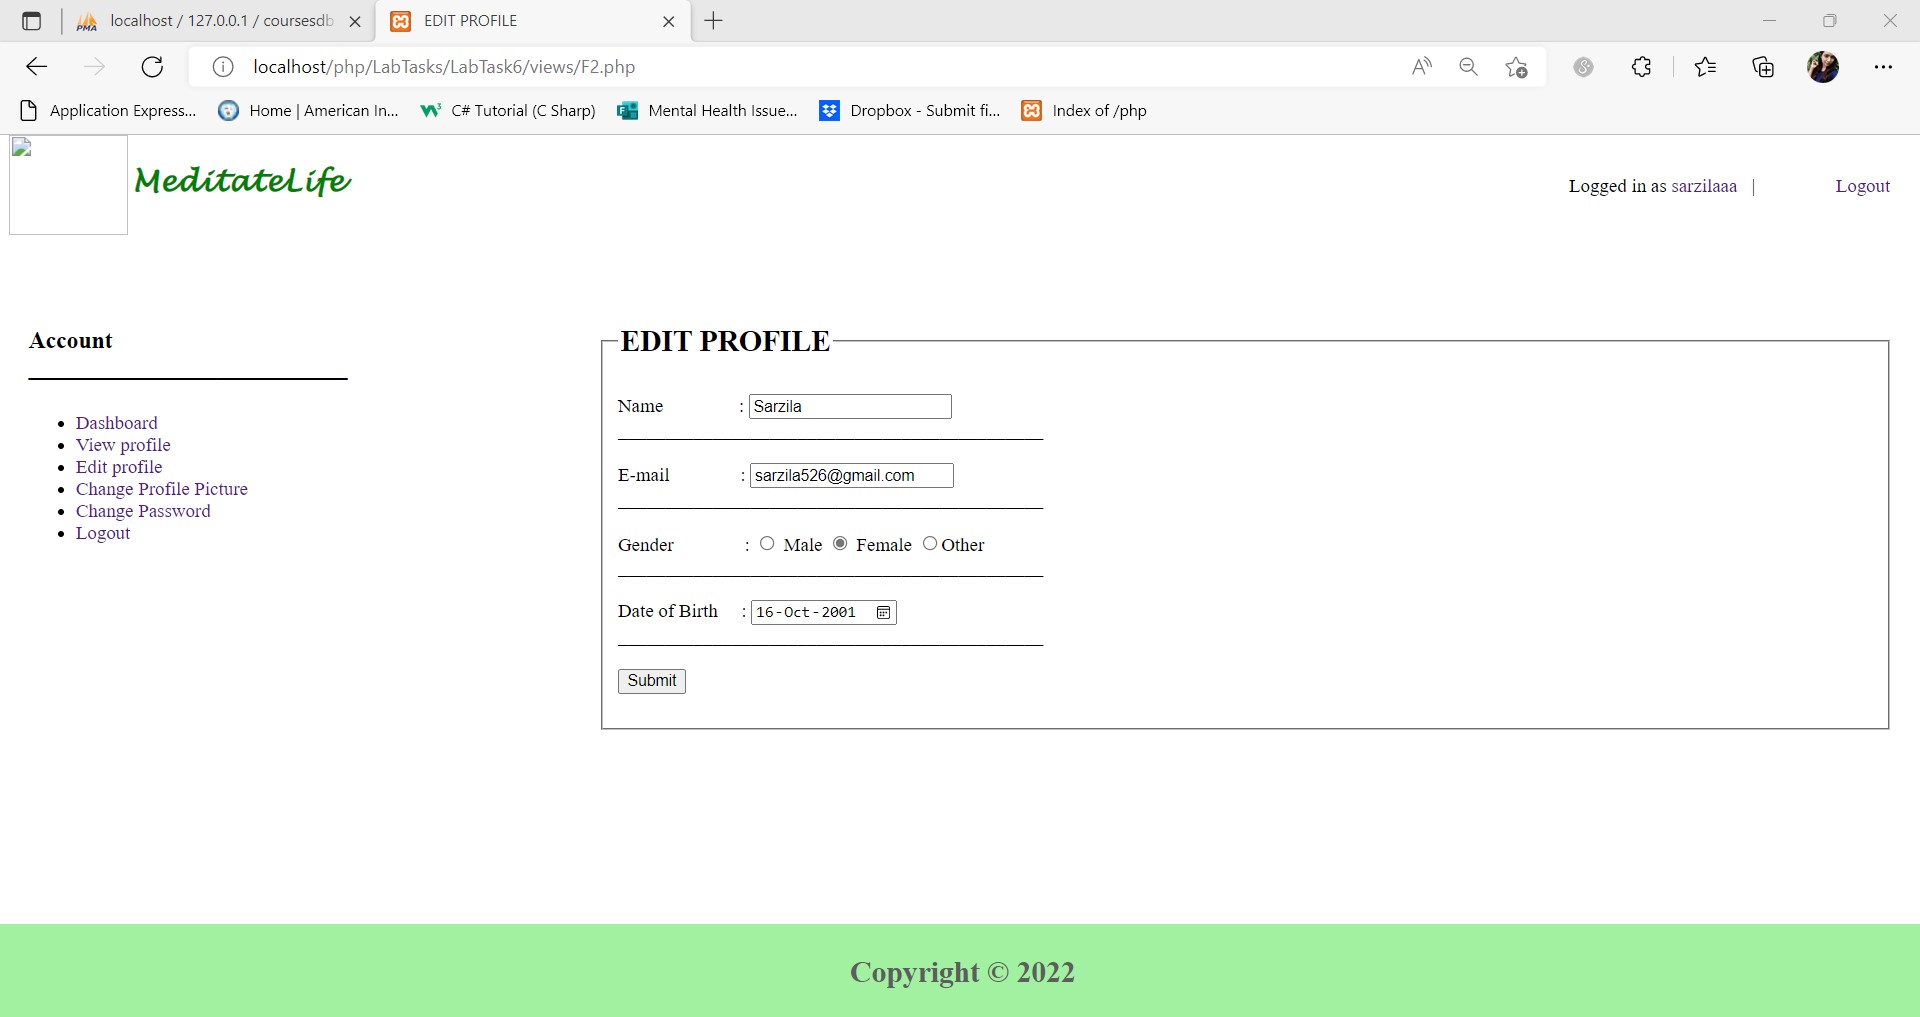 localhost / 127.0.0.1 / coursesdb
EDIT PROFILE
localhost/php/LabTasks/LabTask6/views/F2.php
Application Express...
Home | American In...
C# Tutorial (C Sharp)
Mental Health Issue...
Dropbox - Submit fi...
Index of /php
MeditateLife
Logged in as sarzilaaa |
Logout
Account
Dashboard
View profile
Edit profile
Change Profile Picture
Change Password
Logout
EDIT PROFILE
Name : Sarzila
E-mail : sarzila526@gmail.com
Gender : Male Female Other
Date of Birth : 16-Oct-2001
Submit
Copyright © 2022